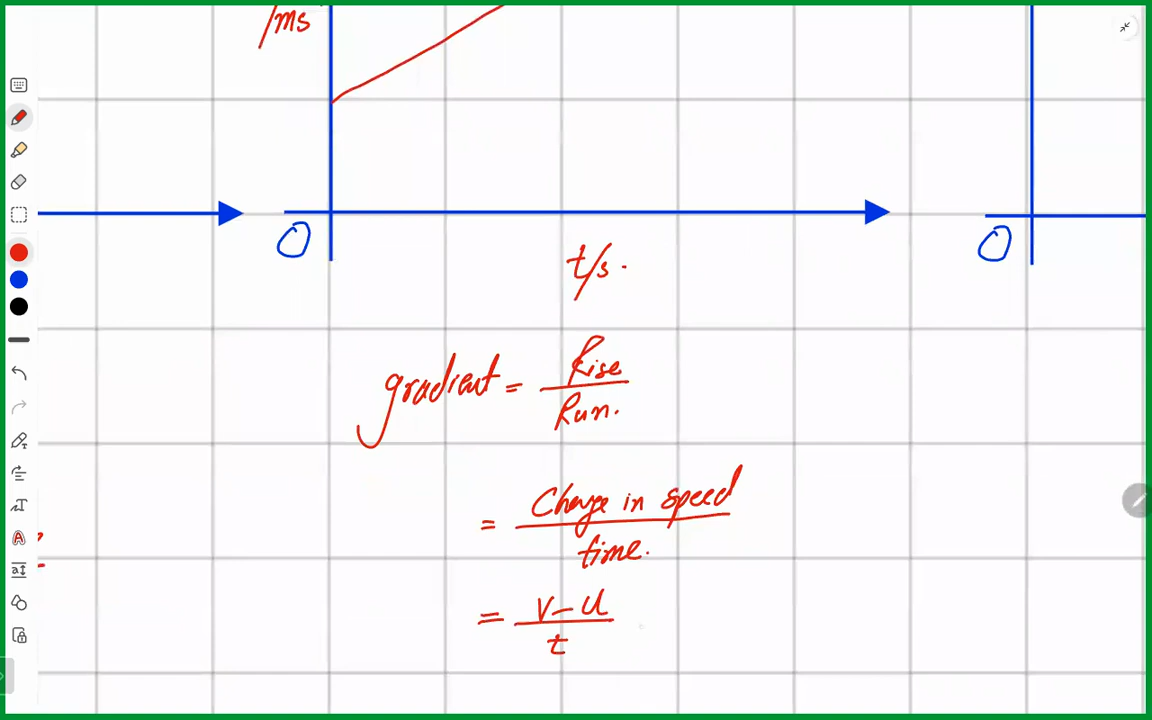 /ms
O
O
t/s.
gradient = Rise
Run.
= Change in speed
time.
= v - u
t